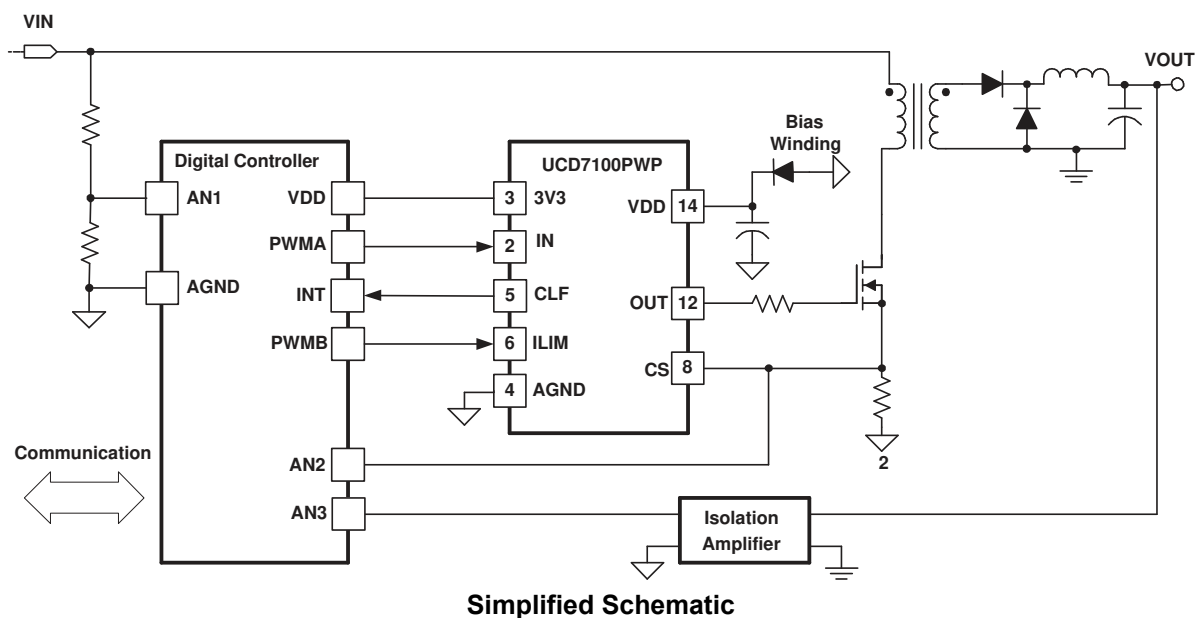 VIN
VOUT
Bias
Winding
Digital Controller
UCD7100PWP
AN1
VDD
3
3V3
VDD
14
PWMA
2
IN
AGND
INT
5
CLF
OUT
12
PWMB
6
ILIM
CS
8
4
AGND
2
Communication
AN2
AN3
Isolation
Amplifier
Simplified Schematic